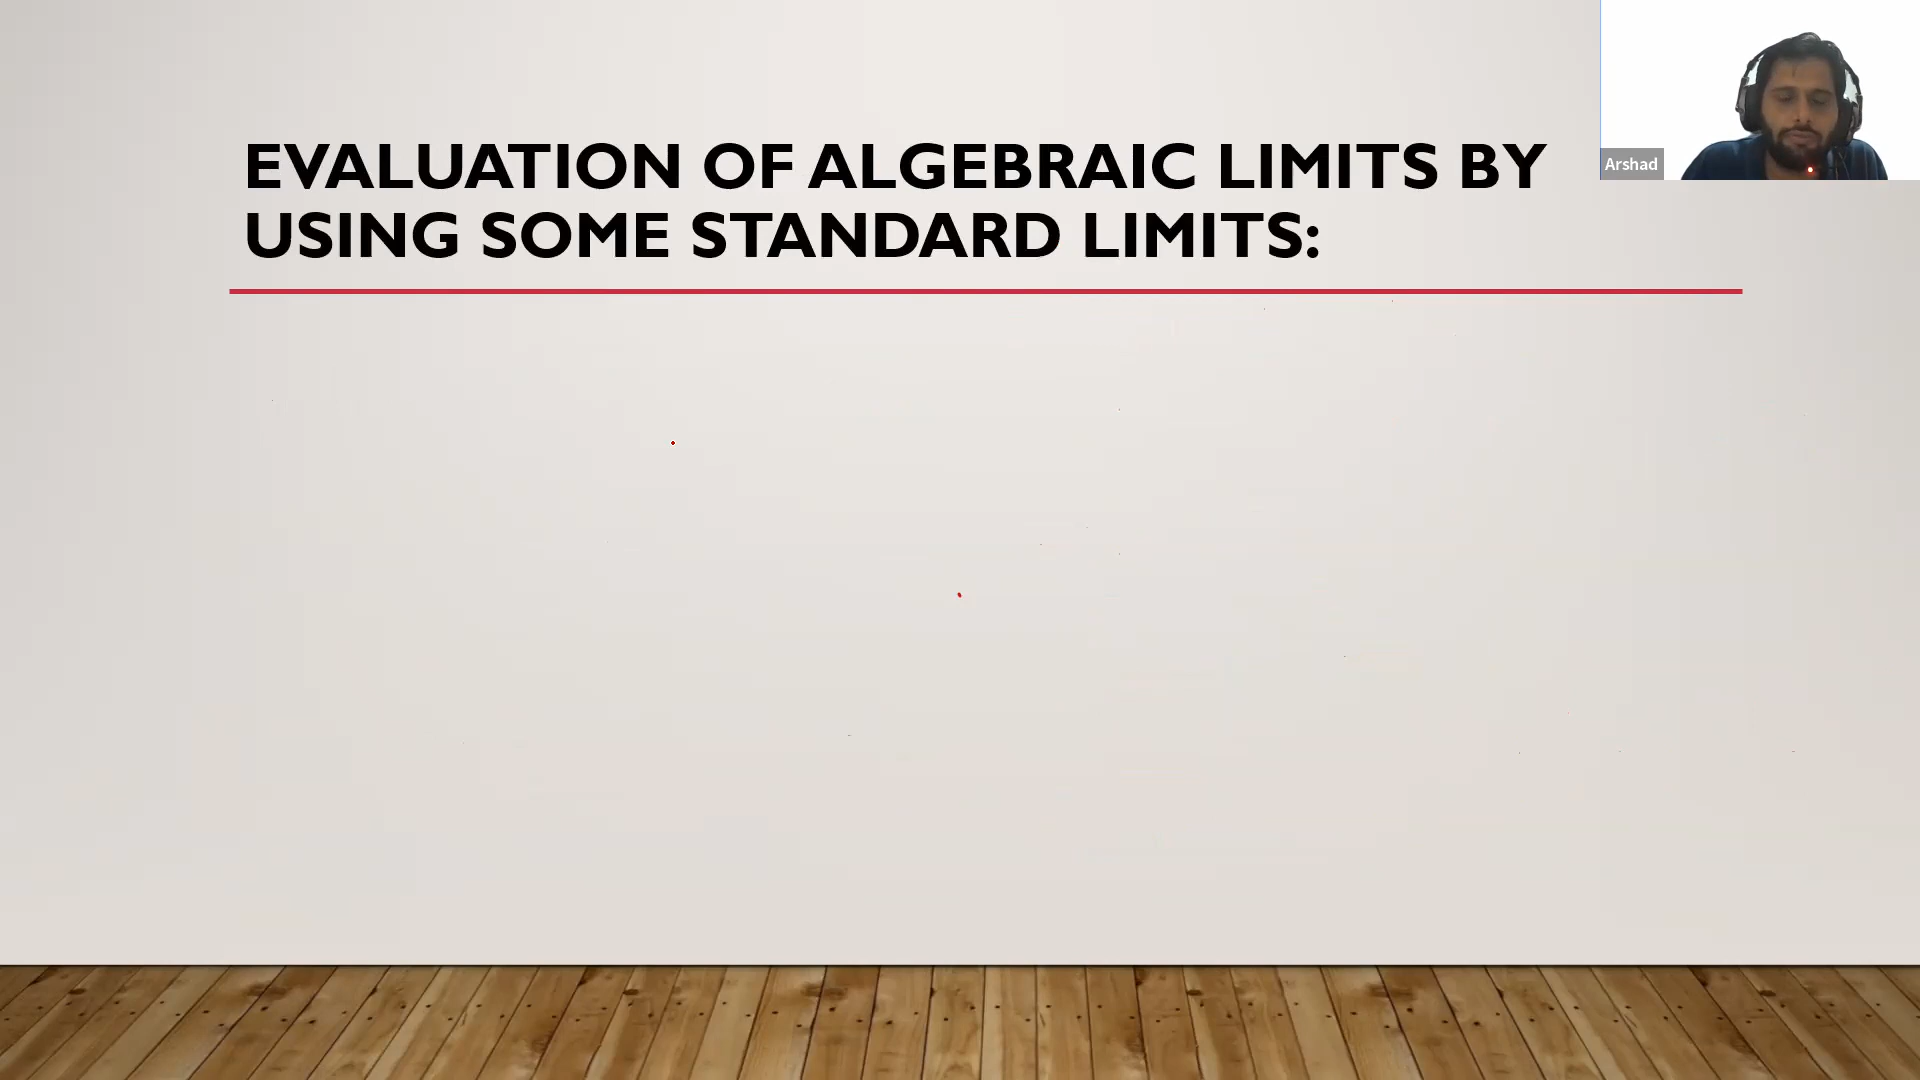 EVALUATION OF ALGEBRAIC LIMITS BY
USING SOME STANDARD LIMITS:
Arshad